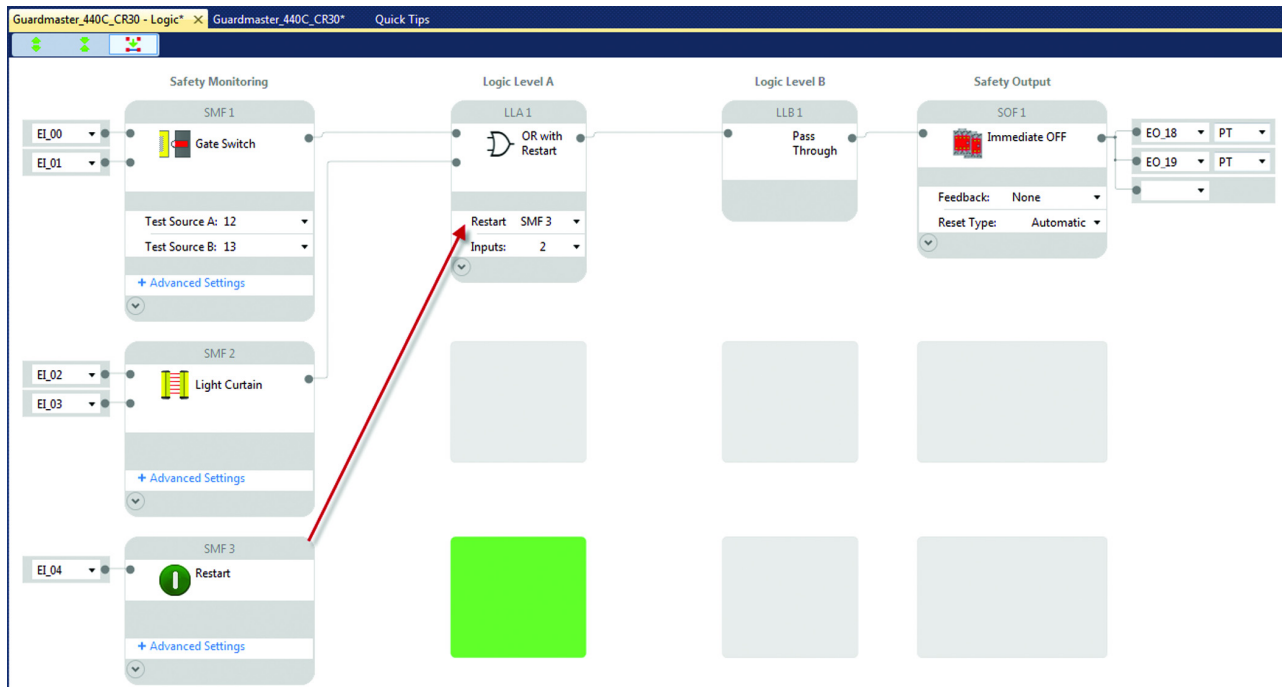 Guardmaster_440C_CR30 - Logic* Guardmaster_440C_CR30* Quick Tips
Safety Monitoring Logic Level A Logic Level B Safety Output
SMF 1
EI_00
EI_01
Gate Switch
Test Source A: 12
Test Source B: 13
+ Advanced Settings
LLA 1
OR with
Restart
Restart SMF 3
Inputs: 2
LLB 1
Pass
Through
SOF 1
Immediate OFF
Feedback: None
Reset Type: Automatic
EO_18 PT
EO_19 PT
SMF 2
EI_02
EI_03
Light Curtain
+ Advanced Settings
SMF 3
EI_04
Restart
+ Advanced Settings